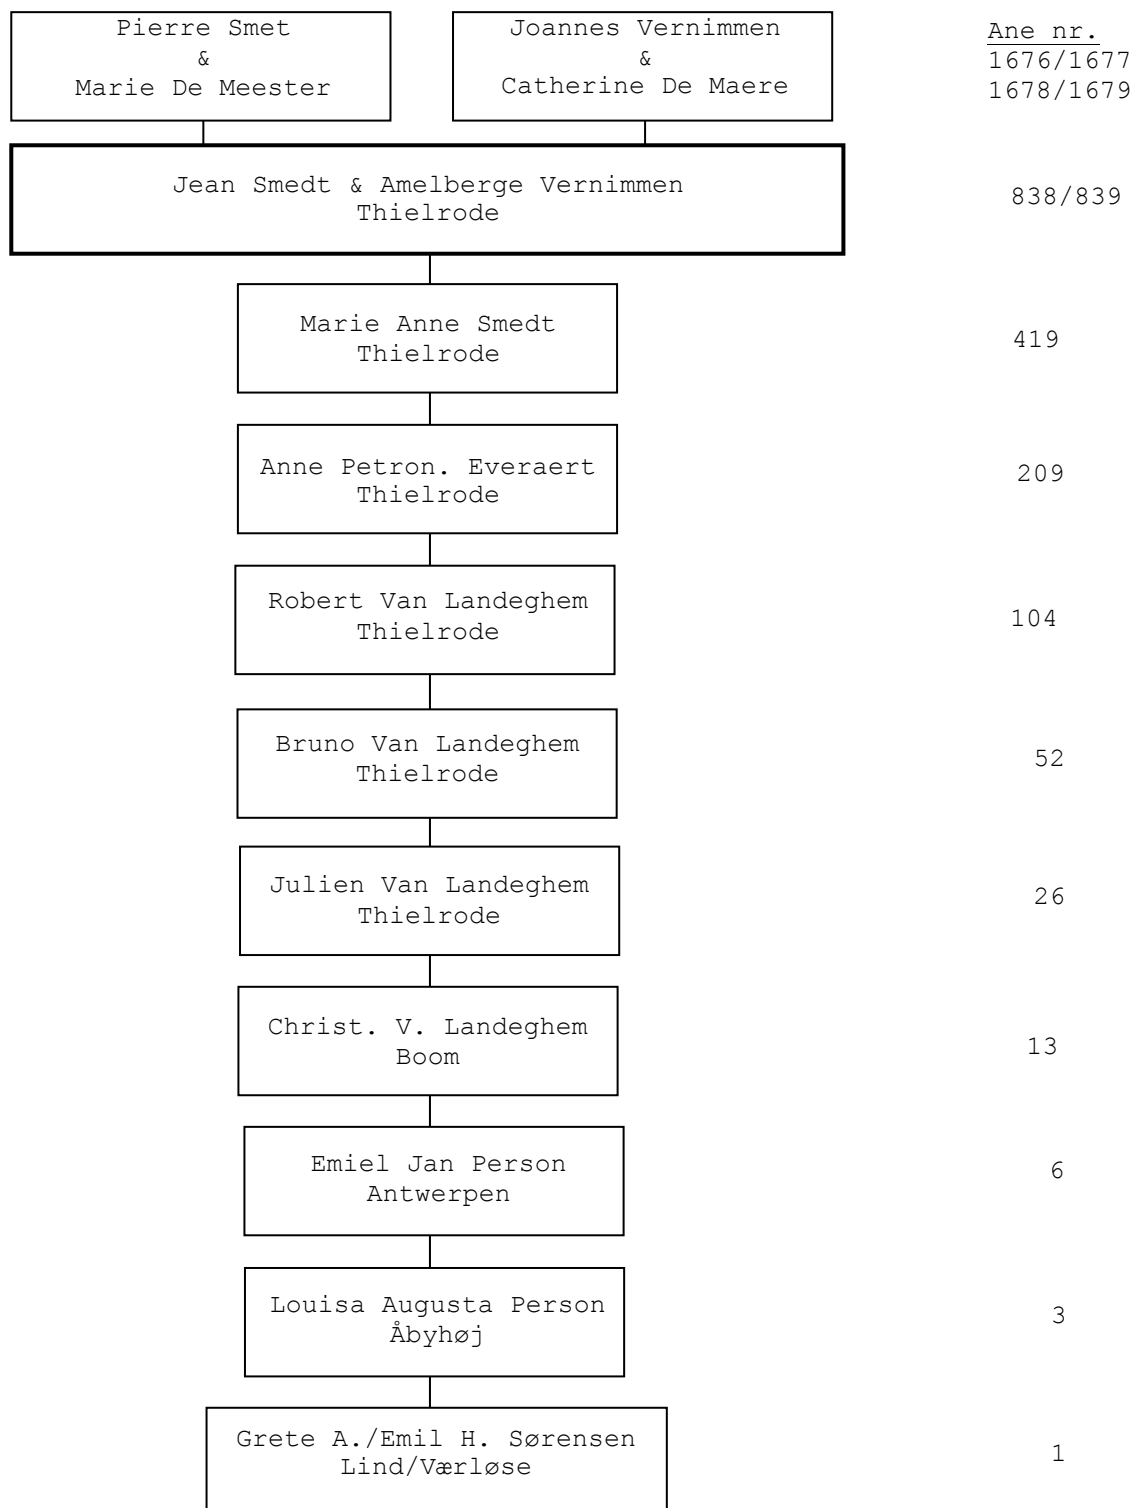 Pierre Smet
&
Marie De Meester
Joannes Vernimmen
&
Catherine De Maere
Ane nr.
1676/1677
1678/1679
Jean Smedt & Amelberge Vernimmen
Thielrode
838/839
Marie Anne Smedt
Thielrode
419
Anne Petron. Everaert
Thielrode
209
Robert Van Landeghem
Thielrode
104
Bruno Van Landeghem
Thielrode
52
Julien Van Landeghem
Thielrode
26
Christ. V. Landeghem
Boom
13
Emiel Jan Person
Antwerpen
6
Louisa Augusta Person
Åbyhøj
3
Grete A./Emil H. Sørensen
Lind/Værløse
1